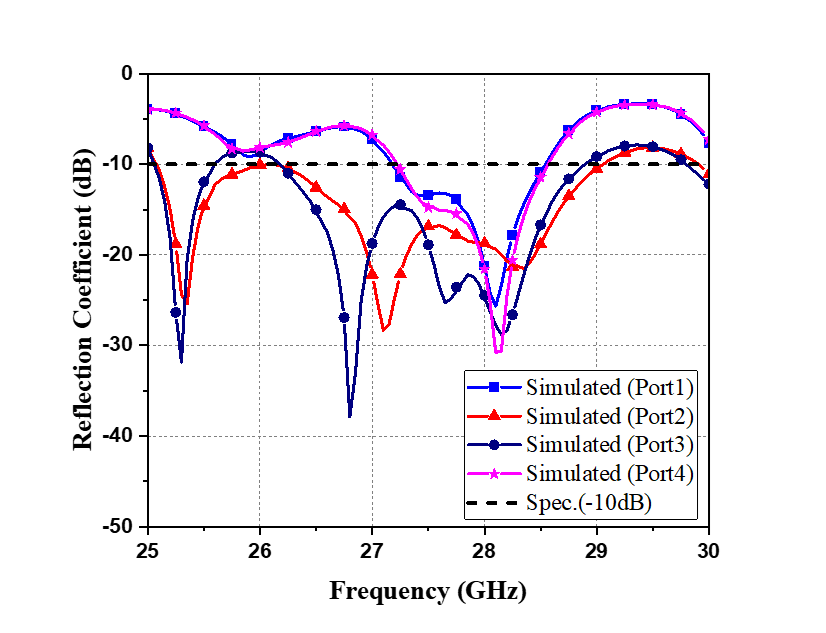 0
-10
-20
-30
-40
-50
Reflection Coefficient (dB)
Simulated (Port1)
Simulated (Port2)
Simulated (Port3)
Simulated (Port4)
Spec.(-10dB)
25 26 27 28 29 30
Frequency (GHz)